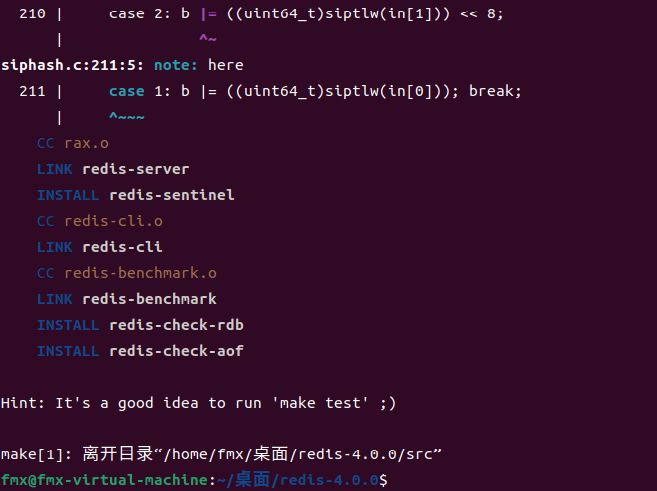 210 |     case 2: b |= ((uint64_t)siptlw(in[1])) << 8;
    |               ^~
siphash.c:211:5: note: here
211 |     case 1: b |= ((uint64_t)siptlw(in[0])); break;
    |     ^~~~
CC rax.o
LINK redis-server
INSTALL redis-sentinel
CC redis-cli.o
LINK redis-cli
CC redis-benchmark.o
LINK redis-benchmark
INSTALL redis-check-rdb
INSTALL redis-check-aof
Hint: It's a good idea to run 'make test' ;)
make[1]: 离开目录“/home/fmx/桌面/redis-4.0.0/src”
fmx@fmx-virtual-machine:~/桌面/redis-4.0.0$